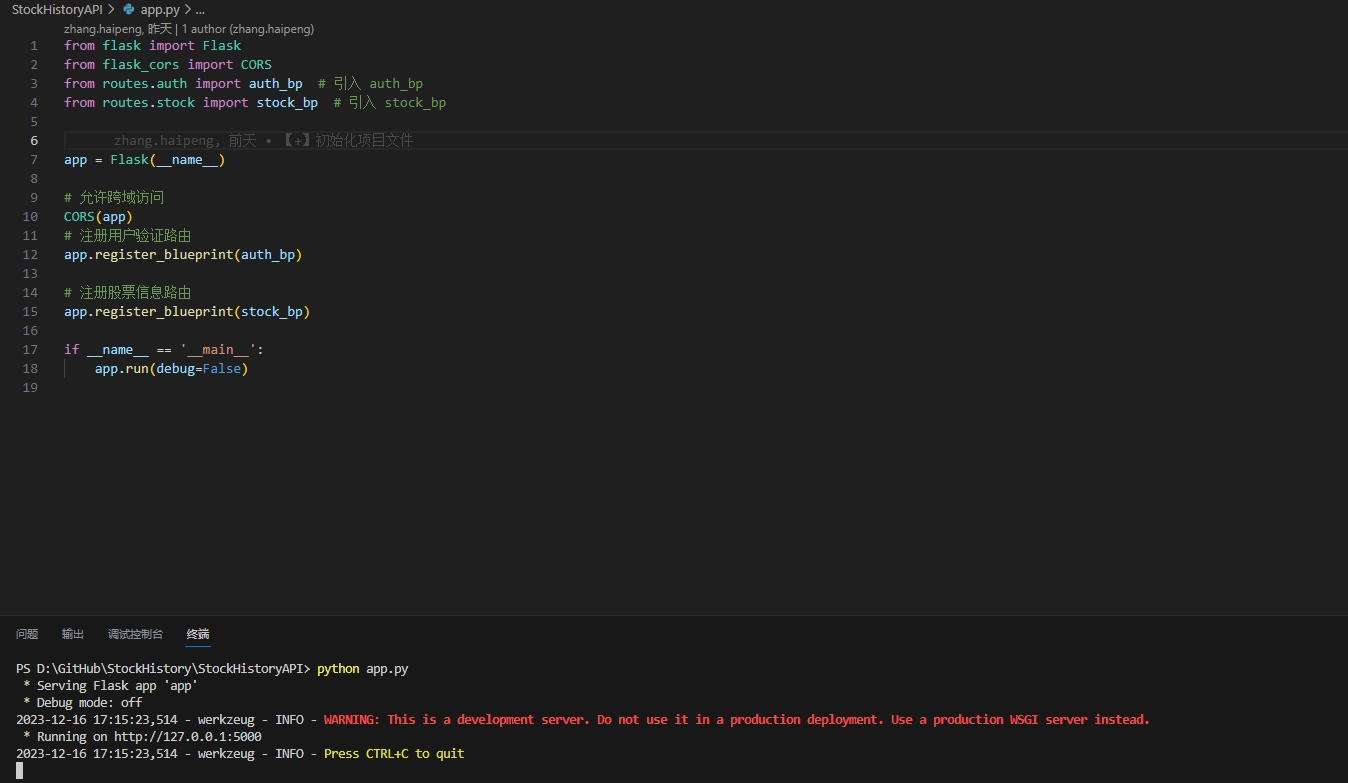 StockHistoryAPI > app.py > ...
zhang.haipeng, 昨天 | 1 author (zhang.haipeng)
1 from flask import Flask
2 from flask_cors import CORS
3 from routes.auth import auth_bp  # 引入 auth_bp
4 from routes.stock import stock_bp  # 引入 stock_bp
5
6 zhang.haipeng, 前天 • 【+】初始化项目文件
7 app = Flask(__name__)
8
9 # 允许跨域访问
10 CORS(app)
11 # 注册用户验证路由
12 app.register_blueprint(auth_bp)
13
14 # 注册股票信息路由
15 app.register_blueprint(stock_bp)
16
17 if __name__ == '__main__':
18     app.run(debug=False)
19
问题 输出 调试控制台 终端
PS D:\GitHub\StockHistory\StockHistoryAPI> python app.py
 * Serving Flask app 'app'
 * Debug mode: off
2023-12-16 17:15:23,514 - werkzeug - INFO - WARNING: This is a development server. Do not use it in a production deployment. Use a production WSGI server instead.
 * Running on http://127.0.0.1:5000
2023-12-16 17:15:23,514 - werkzeug - INFO - Press CTRL+C to quit